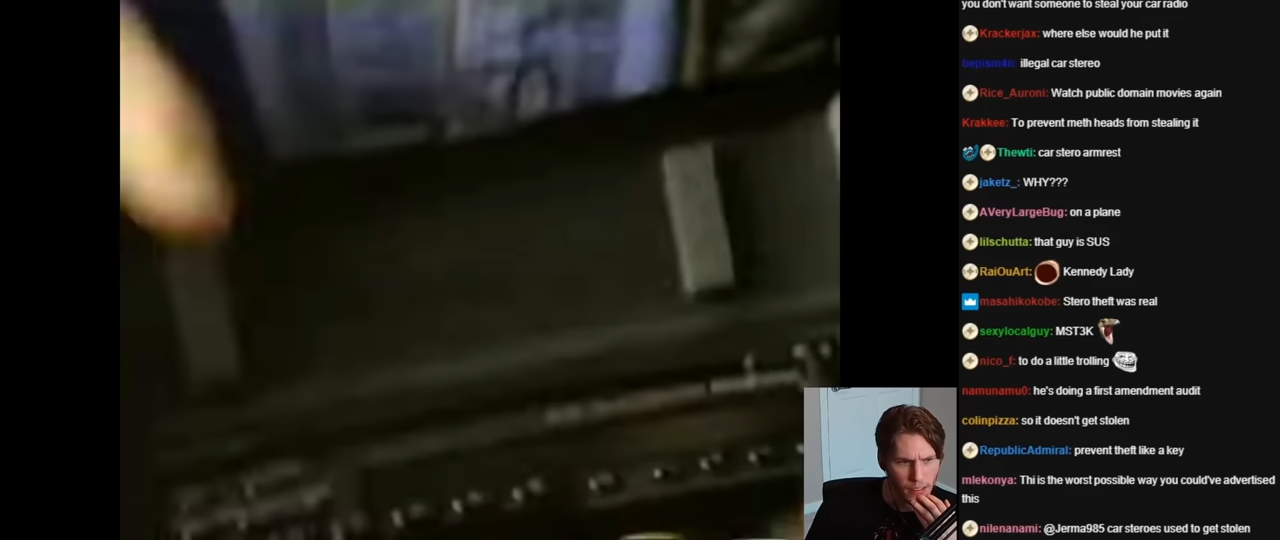 you don't want someone to steal your car radio
Krackerjax: where else would he put it
bepism4n: illegal car stereo
Rice_Auroni: Watch public domain movies again
Krakkee: To prevent meth heads from stealing it
Thewti: car stero armrest
jaketz_: WHY???
AVeryLargeBug: on a plane
lilschutta: that guy is SUS
RaiOuArt: Kennedy Lady
masahikokobe: Stero theft was real
sexylocalguy: MST3K
nico_f: to do a little trolling
namunamu0: he's doing a first amendment audit
colinpizza: so it doesn't get stolen
RepublicAdmiral: prevent theft like a key
mlekonya: Thi is the worst possible way you could've advertised
this
nilenanami: @Jerma985 car steroes used to get stolen